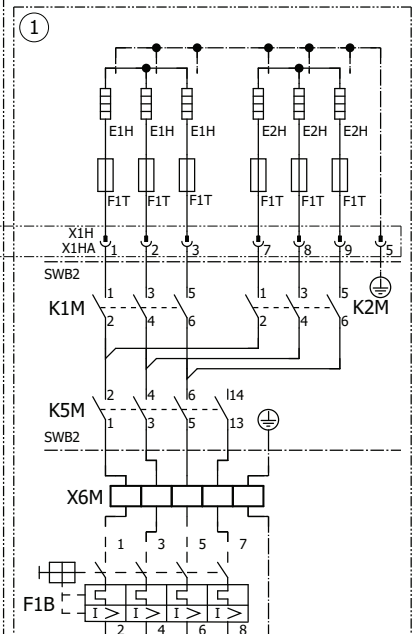 1
E1H E1H E1H E2H E2H E2H
F1T F1T F1T F1T F1T F1T
X1H
X1HA 1 2 3 7 8 9 5
SWB2
1 3 5 1 3 5
K1M K2M
2 4 6 2 4 6
2 4 6 14
K5M
1 3 5 13
SWB2
X6M
1 3 5 7
F1B
I > I > I > I >
2 4 6 8